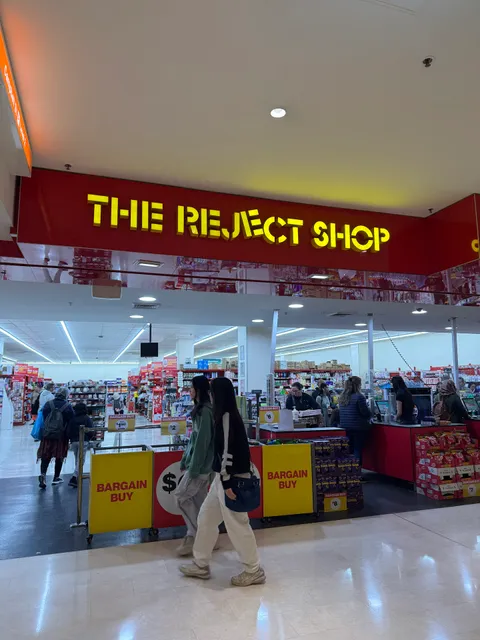 THE REJECT SHOP
BARGAIN
BUY
$
BARGAIN
BUY